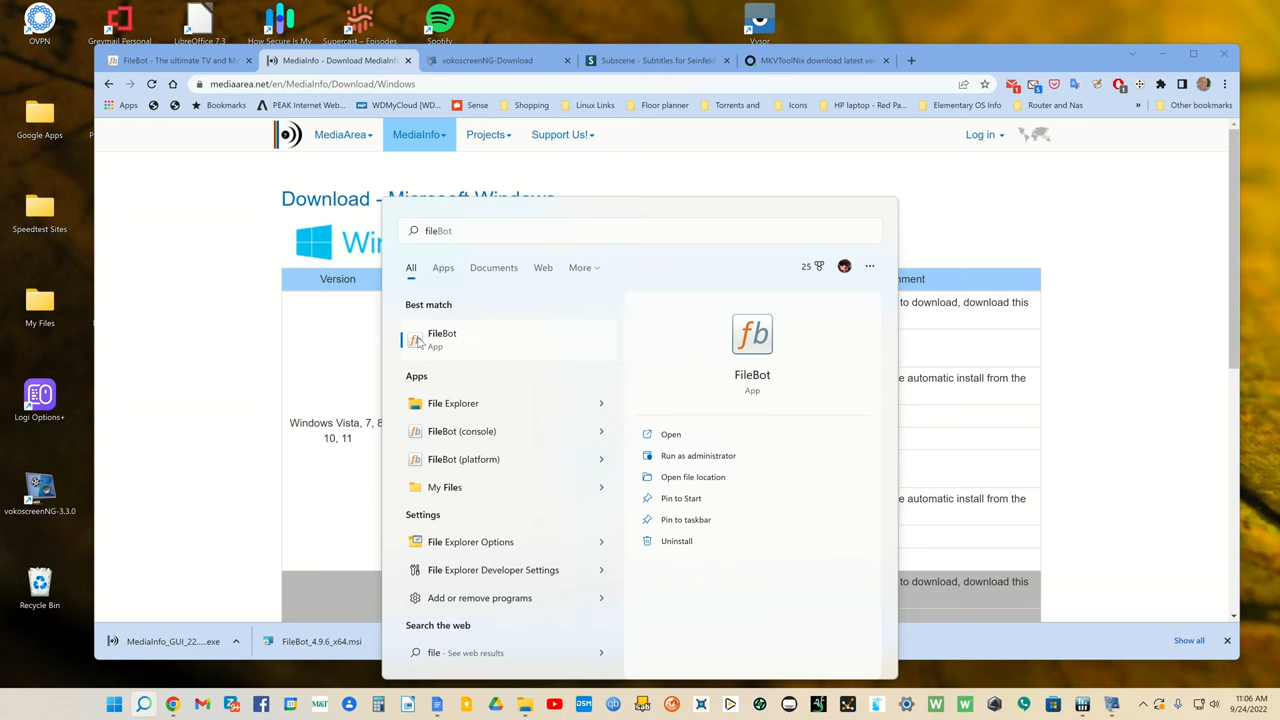 OVPN
Greymail Personal
LibreOffice 7.3
How Secure Is My
Supercast – Episodes
Spotify
Vysor
FileBot - The ultimate TV and M
MediaInfo - Download MediaInfo
vokoscreenNG-Download
Subscene - Subtitles for Seinfeld
MKVToolNix download latest ver
mediaarea.net/en/MediaInfo/Download/Windows
Apps
Bookmarks
PEAK Internet Web...
WDMyCloud [WD...
Sense
Shopping
Linux Links
Floor planner
Torrents and
Icons
HP laptop - Red Pa...
Elementary OS Info
Router and Nas
»
Other bookmarks
Google Apps
MediaArea
MediaInfo
Projects
Support Us!
Log in
Download - Microsoft Windows
Speedtest Sites
fileBot
Wi
All
Apps
Documents
Web
More
25
Version
mment
Best match
to download, download this
My Files
FileBot
App
fb
FileBot
App
Apps
e automatic install from the
File Explorer
Logi Options+
Windows Vista, 7, 8
10, 11
FileBot (console)
Open
FileBot (platform)
Run as administrator
Open file location
My Files
Pin to Start
e automatic install from the
vokoscreenNG-3.3.0
Settings
Pin to taskbar
File Explorer Options
Uninstall
File Explorer Developer Settings
to download, download this
Add or remove programs
Recycle Bin
Search the web
MediaInfo_GUI_22....exe
FileBot_4.9.6_x64.msi
Show all
file - See web results
M&T
DSM
qb
W
W
11:06 AM
9/24/2022